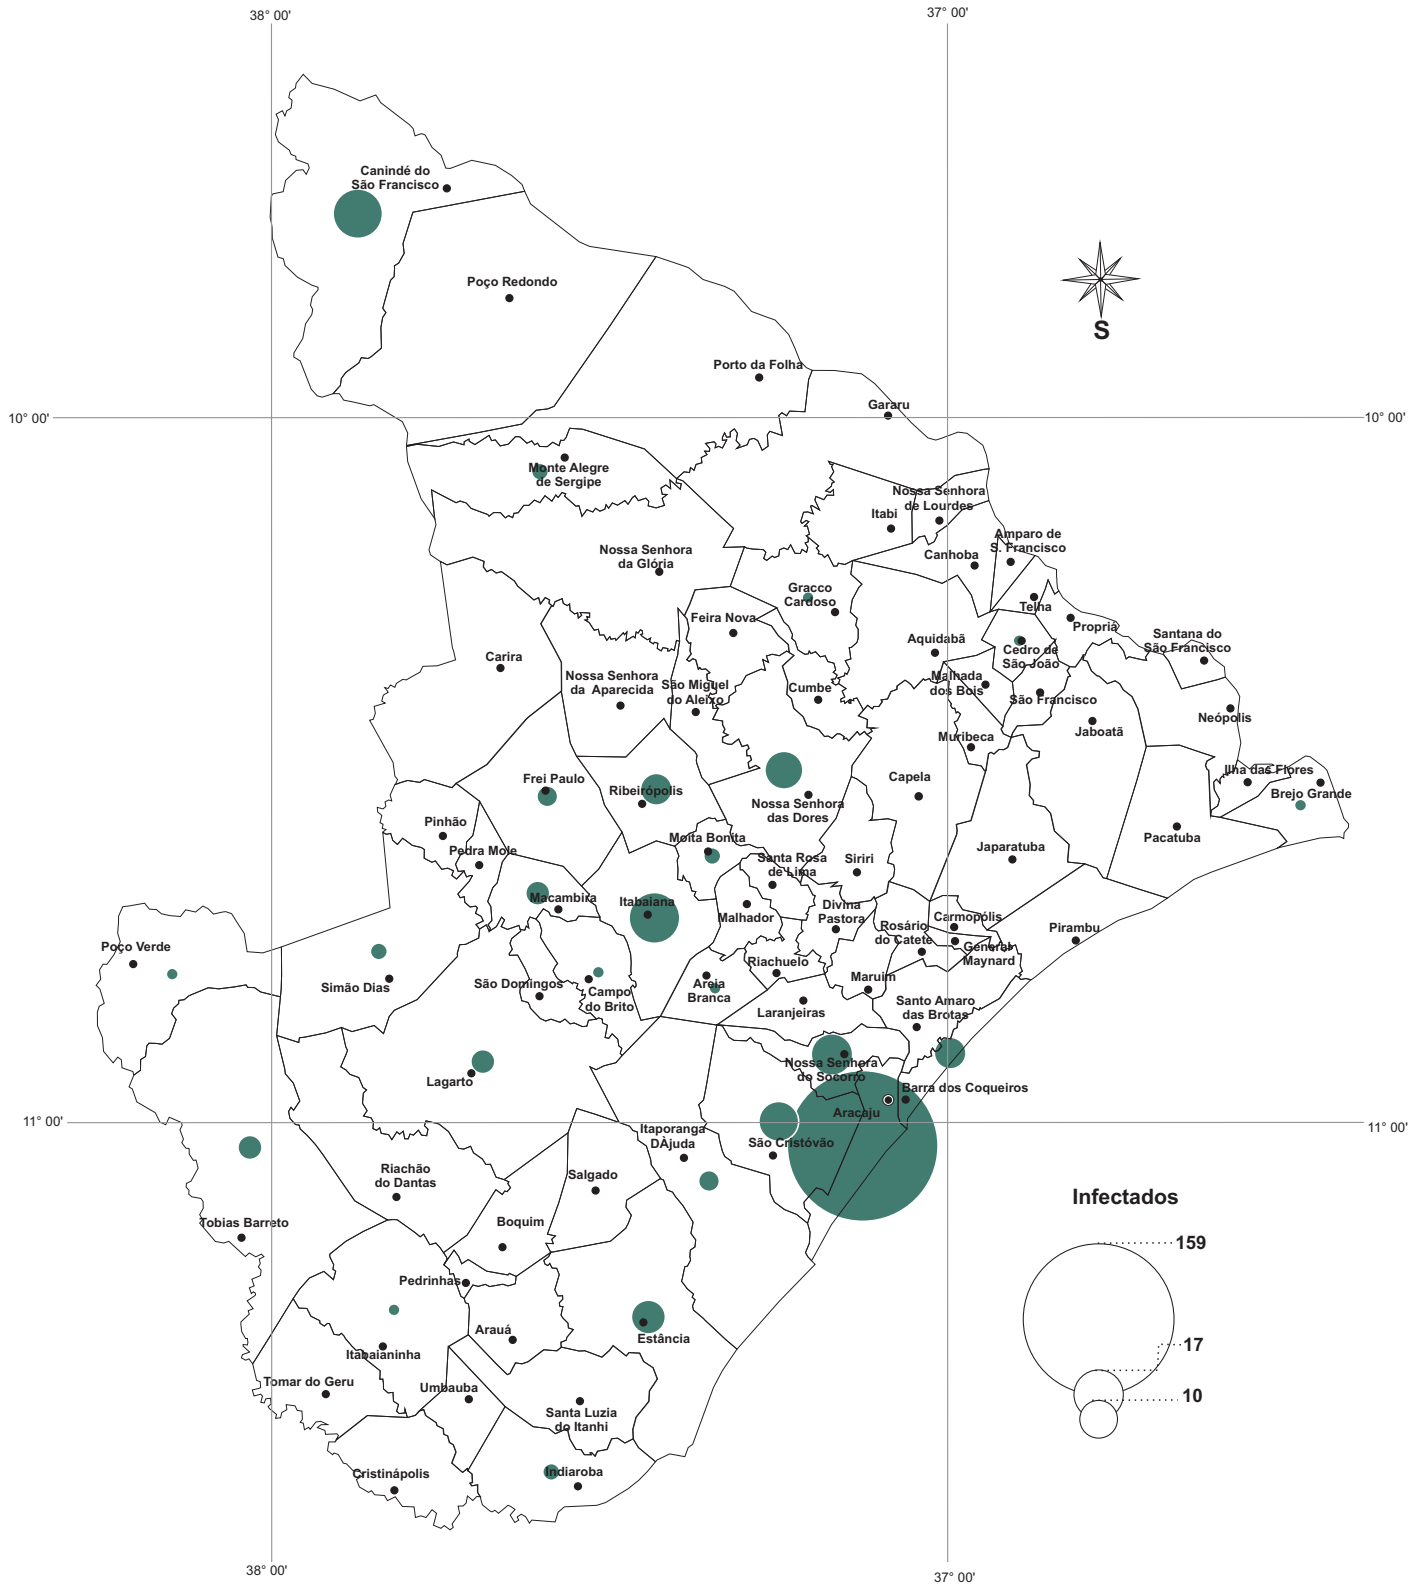 38° 00'
37° 00'
Canindé do
São Francisco
Poço Redondo
S
Porto da Folha
Gararu
10° 00'
10° 00'
Monte Alegre
de Sergipe
Nossa Senhora
de Lourdes
Itabi
Amparo de
S. Francisco
Canhoba
Nossa Senhora
da Glória
Gracco
Cardoso
Telha
Feira Nova
Propriá
Santana do
São Francisco
Aquidabã
Cedro de
São João
Carira
Nossa Senhora
da Aparecida
São Miguel
do Aleixo
Cumbe
Malhada
dos Bois
São Francisco
Neópolis
Jaboatã
Muribeca
Frei Paulo
Ribeirópolis
Capela
Ilha das Flores
Brejo Grande
Nossa Senhora
das Dores
Pinhão
Moita Bonita
Pacatuba
Pedra Mole
Santa Rosa
de Lima
Siriri
Japaratuba
Macambira
Itabaiana
Malhador
Divina
Pastora
Carmopólis
Rosário
do Catete
Pirambu
General
Maynard
Poço Verde
Simão Dias
São Domingos
Campo
do Brito
Areia
Branca
Riachuelo
Maruim
Laranjeiras
Santo Amaro
das Brotas
Lagarto
Nossa Senhora
do Socorro
Barra dos Coqueiros
Aracaju
11° 00'
11° 00'
Itaporanga
DÀjuda
São Cristóvão
Riachão
do Dantas
Salgado
Infectados
Tobias Barreto
Boquim
159
Pedrinhas
Arauá
Estância
17
Itabaianinha
Tomar do Geru
Umbauba
10
Santa Luzia
do Itanhi
Cristinápolis
Indiaroba
38° 00'
37° 00'